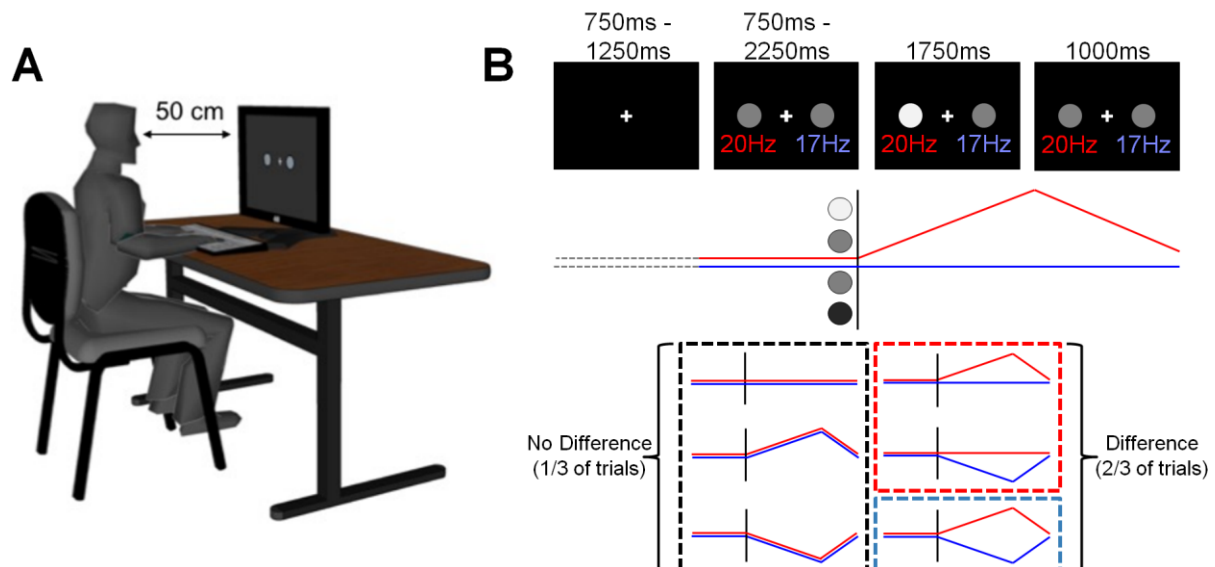 A
50 cm
B
750ms -
1250ms
750ms -
2250ms
1750ms
1000ms
20Hz 17Hz
20Hz 17Hz
20Hz 17Hz
No Difference
(1/3 of trials)
Difference
(2/3 of trials)